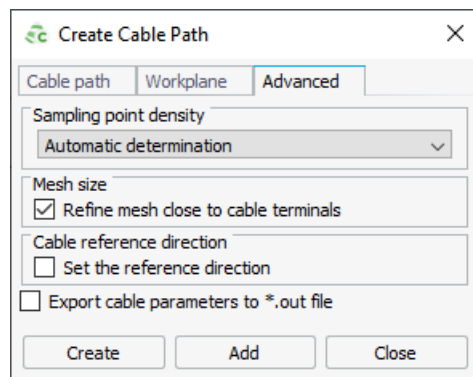 Create Cable Path
Cable path Workplane Advanced
Sampling point density
Automatic determination
Mesh size
Refine mesh close to cable terminals
Cable reference direction
Set the reference direction
Export cable parameters to *.out file
Create Add Close